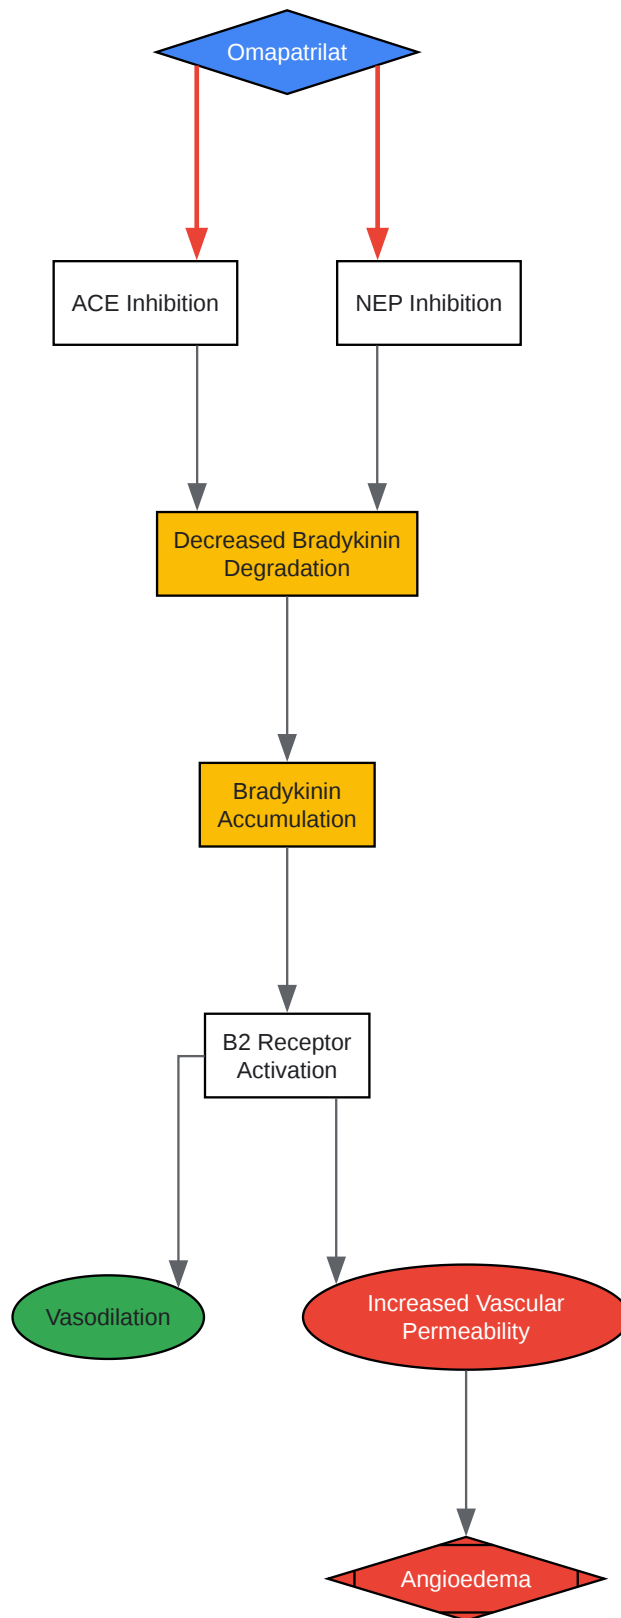 Omapatrilat
ACE Inhibition
NEP Inhibition
Decreased Bradykinin
Degradation
Bradykinin
Accumulation
B2 Receptor
Activation
Vasodilation
Increased Vascular
Permeability
Angioedema